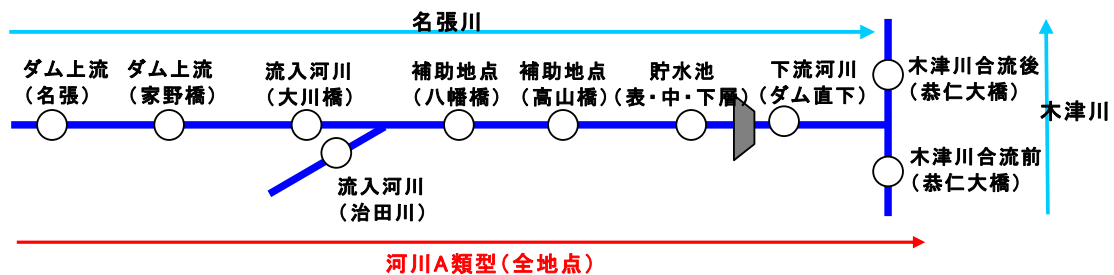 名張川
ダム上流
（名張）
ダム上流
（家野橋）
流入河川
（大川橋）
補助地点
（八幡橋）
補助地点
（高山橋）
貯水池
（表・中・下層）
下流河川
（ダム直下）
木津川合流後
（恭仁大橋）
木津川
木津川合流前
（恭仁大橋）
流入河川
（治田川）
河川A類型（全地点）